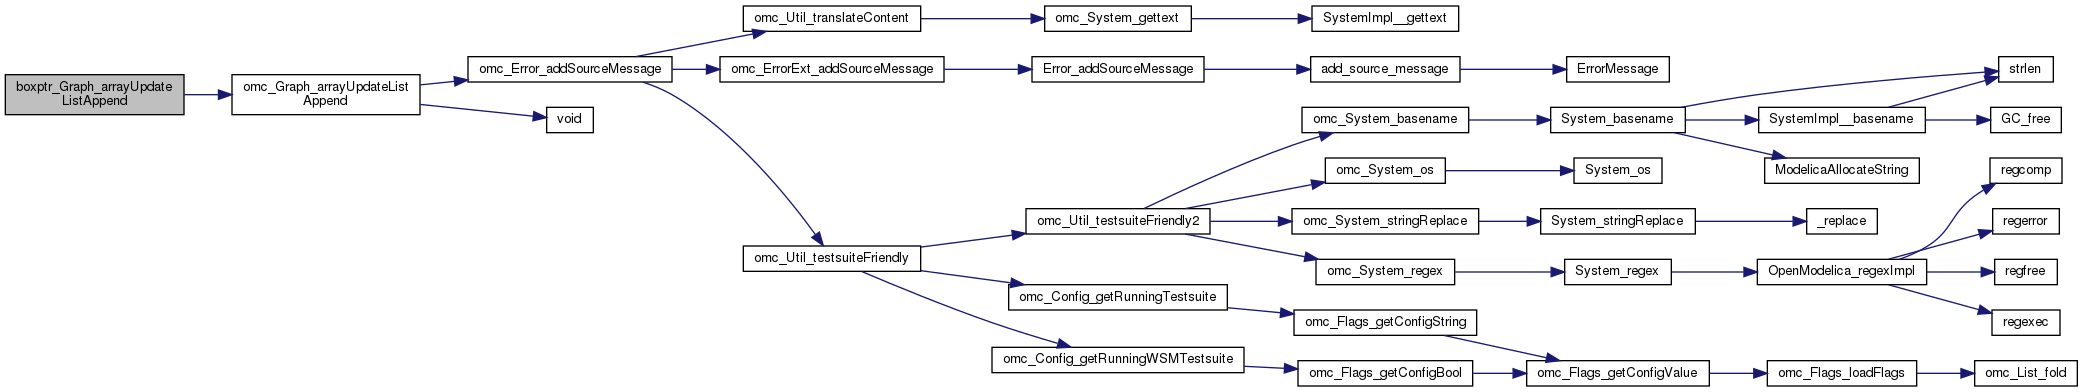 boxptr_Graph_arrayUpdate
ListAppend
omc_Graph_arrayUpdateList
Append
omc_Error_addSourceMessage
void
omc_Util_translateContent
omc_System_gettext
SystemImpl__gettext
omc_ErrorExt_addSourceMessage
Error_addSourceMessage
add_source_message
ErrorMessage
omc_Util_testsuiteFriendly
omc_Util_testsuiteFriendly2
omc_System_basename
System_basename
strlen
SystemImpl__basename
GC_free
ModelicaAllocateString
omc_System_os
System_os
omc_System_stringReplace
System_stringReplace
_replace
omc_System_regex
System_regex
OpenModelica_regexImpl
regcomp
regerror
regfree
regexec
omc_Config_getRunningTestsuite
omc_Flags_getConfigString
omc_Config_getRunningWSMTestsuite
omc_Flags_getConfigBool
omc_Flags_getConfigValue
omc_Flags_loadFlags
omc_List_fold